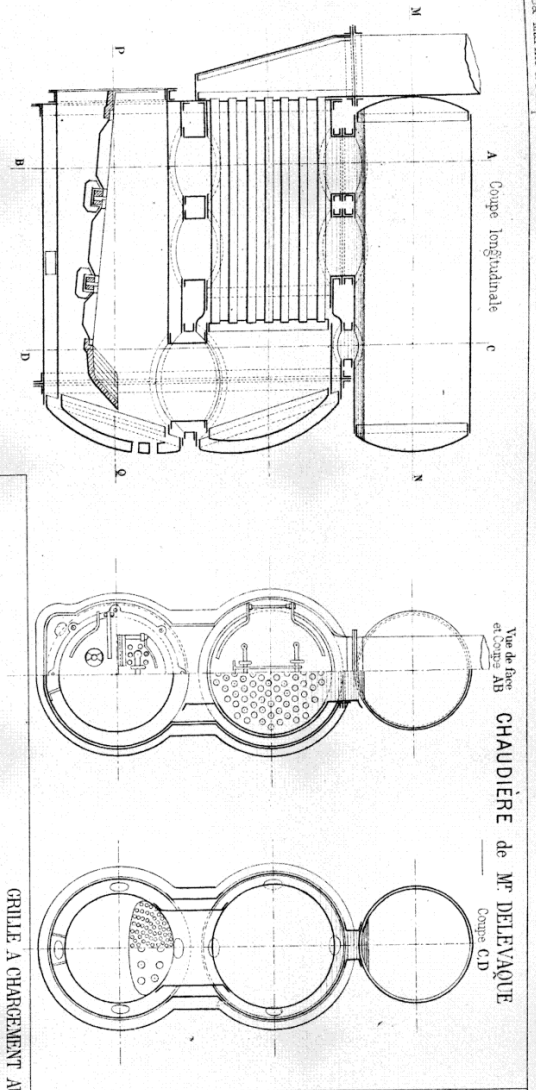 CHAUDIÈRE de Mr DELEVAQUE
Coupe longitudinale
Vue de face
et Coupe AB
Coupe C.D
M
P
A
B
C
D
N
Q
GRILLE A CHARGEMENT